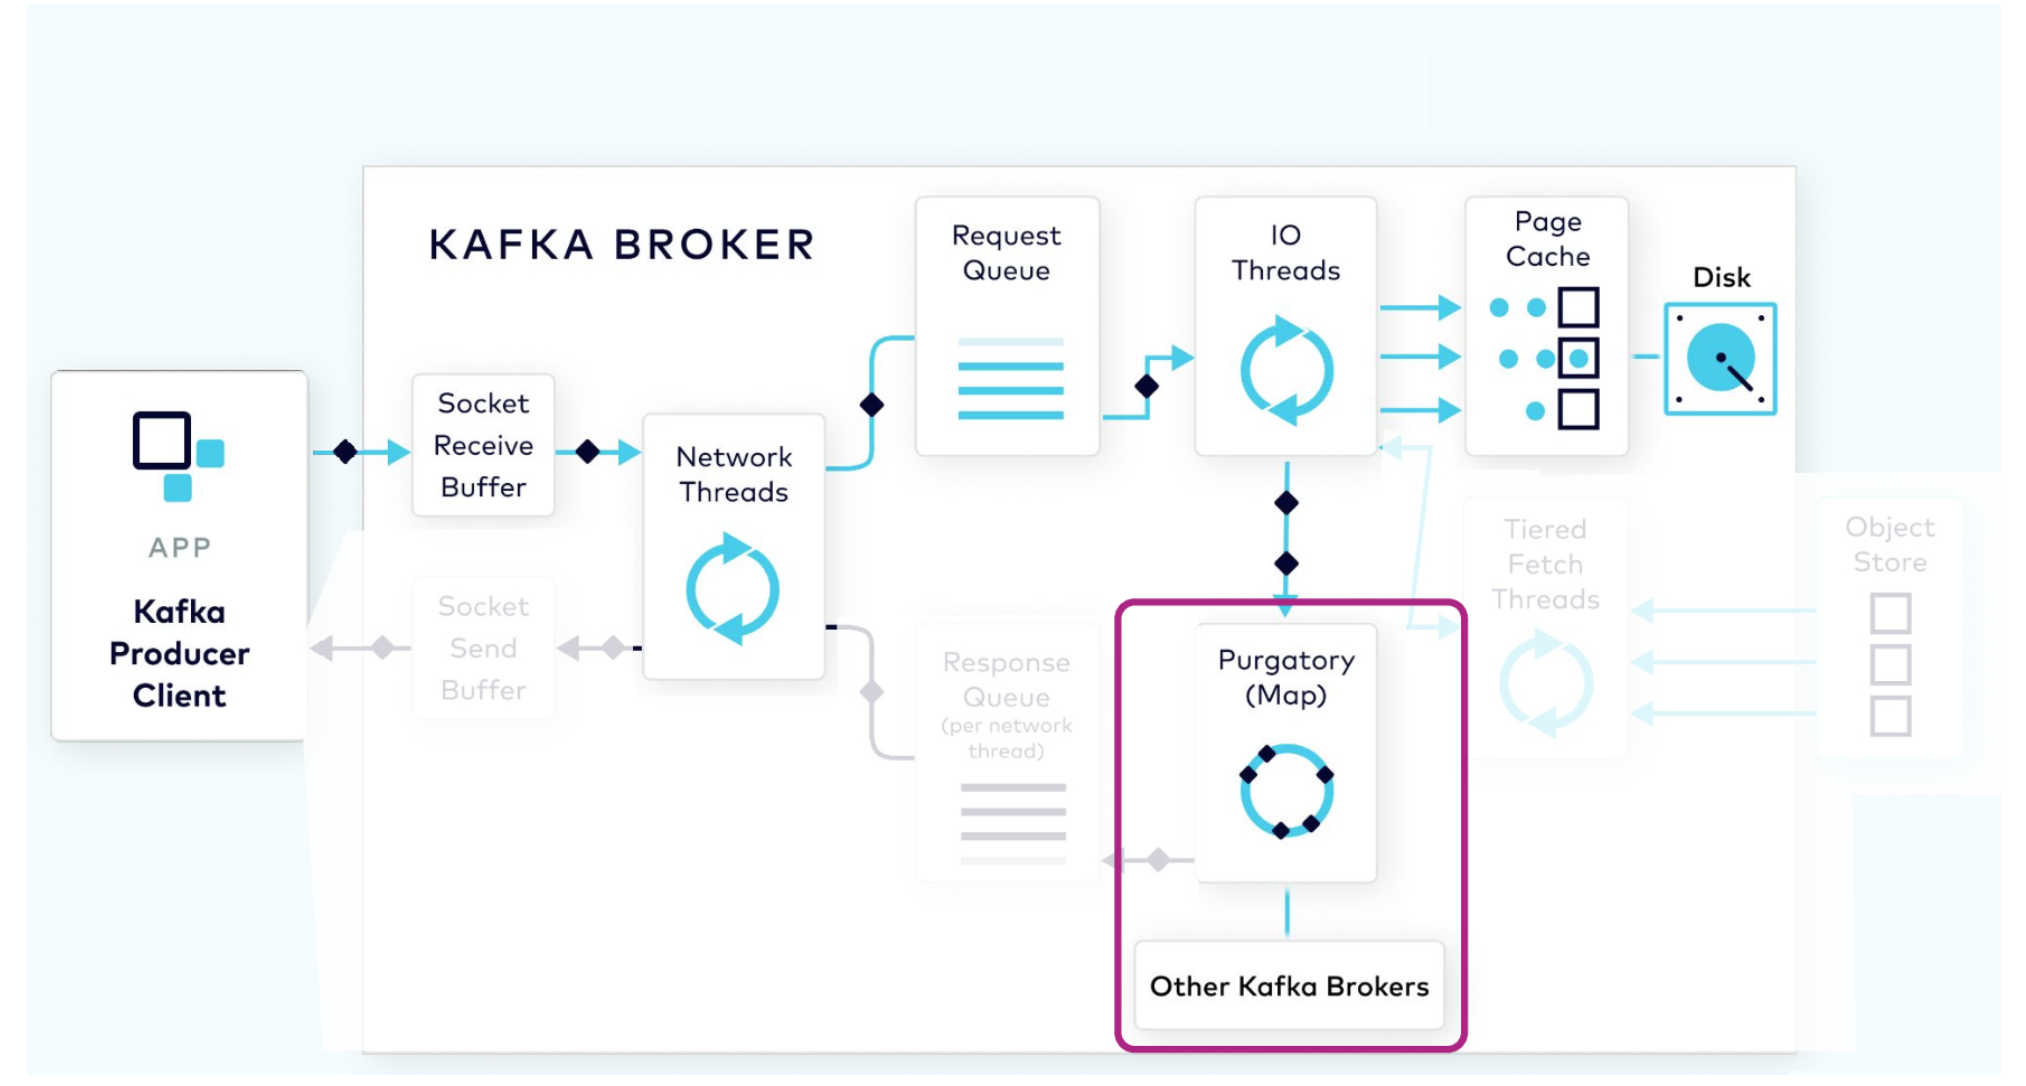 KAFKA BROKER
Request
Queue
IO
Threads
Page
Cache
Disk
Socket
Receive
Buffer
Network
Threads
APP
Kafka
Producer
Client
Socket
Send
Buffer
Response
Queue
(per network
thread)
Purgatory
(Map)
Tiered
Fetch
Threads
Object
Store
Other Kafka Brokers